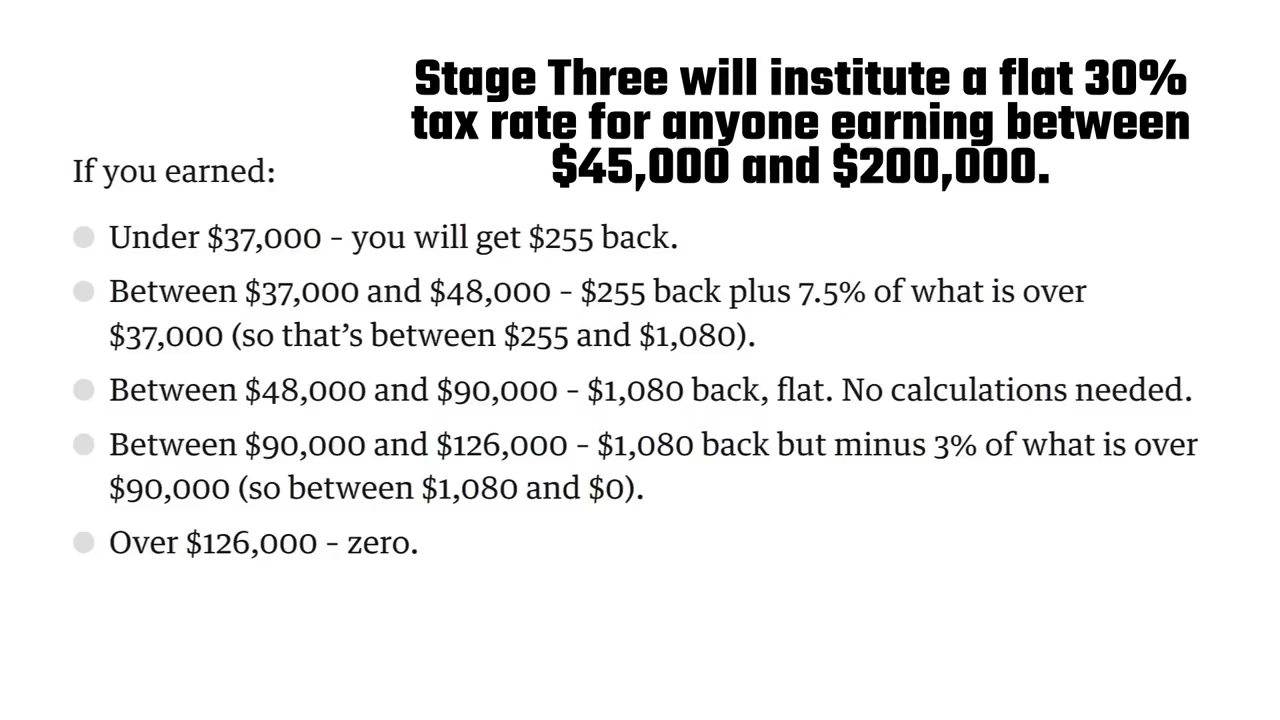 Stage Three will institute a flat 30%
tax rate for anyone earning between
$45,000 and $200,000.
If you earned:
Under $37,000 - you will get $255 back.
Between $37,000 and $48,000 - $255 back plus 7.5% of what is over
$37,000 (so that’s between $255 and $1,080).
Between $48,000 and $90,000 - $1,080 back, flat. No calculations needed.
Between $90,000 and $126,000 - $1,080 back but minus 3% of what is over
$90,000 (so between $1,080 and $0).
Over $126,000 - zero.